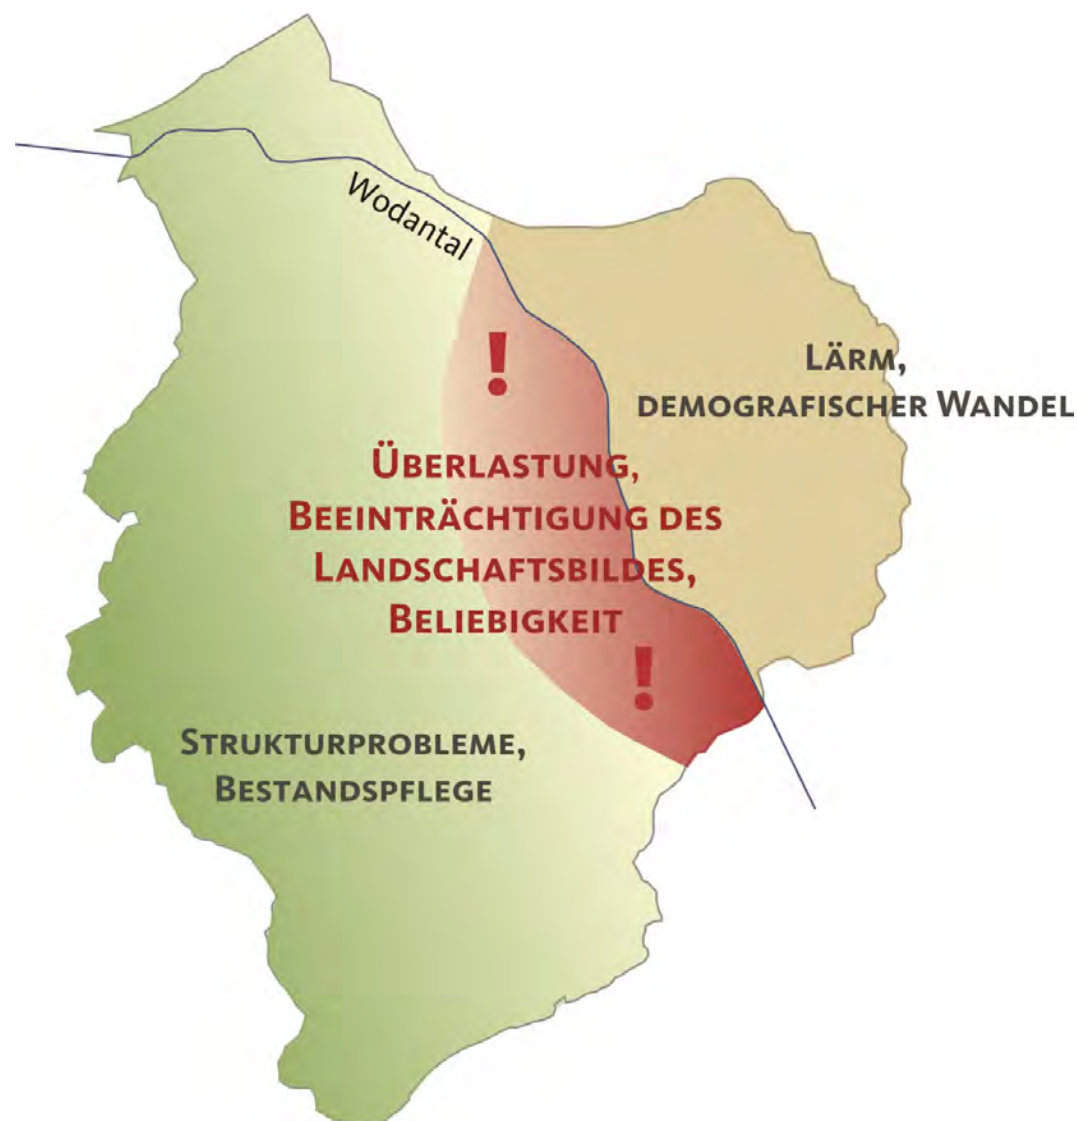 Wodantal
!
LÄRM,
DEMOGRAFISCHER WANDEL
ÜBERLASTUNG,
BEEINTRÄCHTIGUNG DES
LANDSCHAFTSBILDES,
BELIEBIGKEIT
!
STRUKTURPROBLEME,
BESTANDSPFLEGE